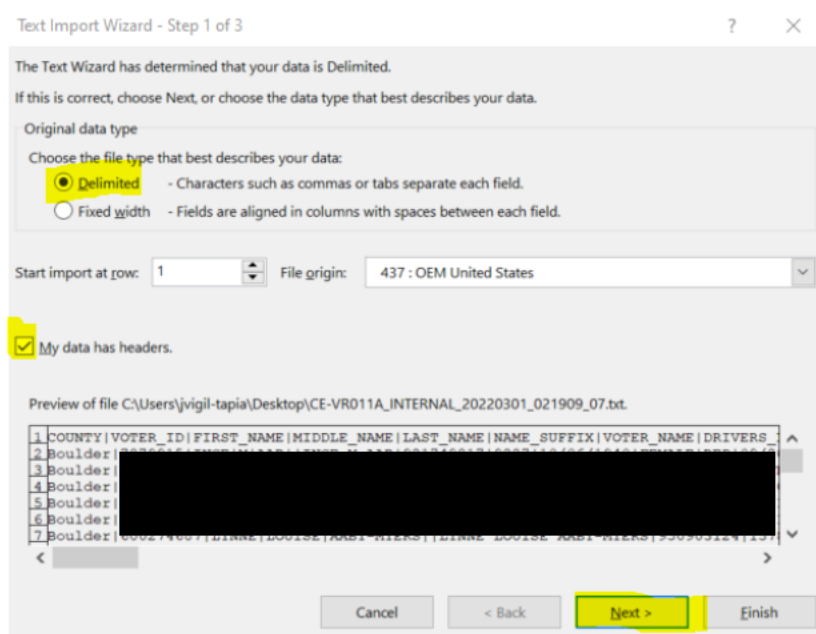 Text Import Wizard - Step 1 of 3 ? ×
The Text Wizard has determined that your data is Delimited.
If this is correct, choose Next, or choose the data type that best describes your data.
Original data type
Choose the file type that best describes your data:
Delimited - Characters such as commas or tabs separate each field.
Fixed width - Fields are aligned in columns with spaces between each field.
Start import at row: 1 File origin: 437 : OEM United States
My data has headers.
Preview of file C:\Users\jvigil-tapia\Desktop\CE-VR011A_INTERNAL_20220301_021909_07.txt.
1 COUNTY|VOTER_ID|FIRST_NAME|MIDDLE_NAME|LAST_NAME|NAME_SUFFIX|VOTER_NAME|DRIVERS_
2 Boulder|
3 Boulder|
4 Boulder|
5 Boulder|
6 Boulder|
7 Boulder|
Cancel < Back Next > Finish